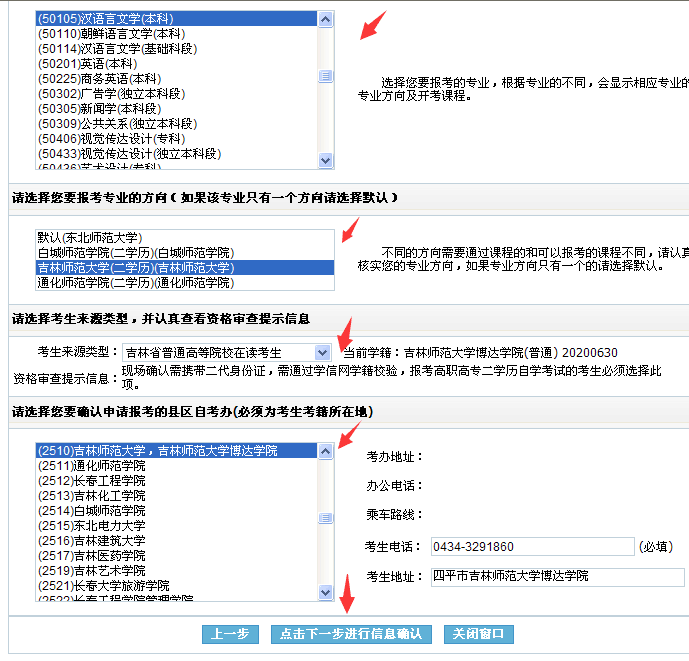 (50105)汉语言文学(本科)
(50110)朝鲜语言文学(本科)
(50114)汉语言文学(基础科段)
(50201)英语(本科)
(50225)商务英语(本科)
(50302)广告学(独立本科段)
(50305)新闻学(本科段)
(50309)公共关系(独立本科段)
(50406)视觉传达设计(专科)
(50433)视觉传达设计(独立本科段)
(50436)艺术设计(专科)
选择您要报考的专业，根据专业的不同，会显示相应专业的
专业方向及开考课程。
请选择您要报考专业的方向(如果该专业只有一个方向请选择默认)
默认(东北师范大学)
白城师范学院(二学历)(白城师范学院)
吉林师范大学(二学历)(吉林师范大学)
通化师范学院(二学历)(通化师范学院)
不同的方向需要通过课程的和可以报考的课程不同，请认真
核实您的专业方向，如果专业方向只有一个的请选择默认。
请选择考生来源类型，并认真查看资格审查提示信息
考生来源类型： 吉林省普通高等院校在读考生 当前学籍：吉林师范大学博达学院(普通) 20200630
资格审查提示信息： 现场确认需携带二代身份证，需通过学信网学籍校验，报考高职高专二学历自学考试的考生必须选择此
项。
请选择您要确认申请报考的县区自考办(必须为考生考籍所在地)
(2510)吉林师范大学，吉林师范大学博达学院
(2511)通化师范学院
(2512)长春工程学院
(2513)吉林化工学院
(2514)白城师范学院
(2515)东北电力大学
(2516)吉林建筑大学
(2517)吉林医药学院
(2519)吉林艺术学院
(2521)长春大学旅游学院
(2522)长春工程学院管理学院
考办地址：
办公电话：
乘车路线：
考生电话： 0434-3291860 (必填)
考生地址： 四平市吉林师范大学博达学院
上一步 点击下一步进行信息确认 关闭窗口